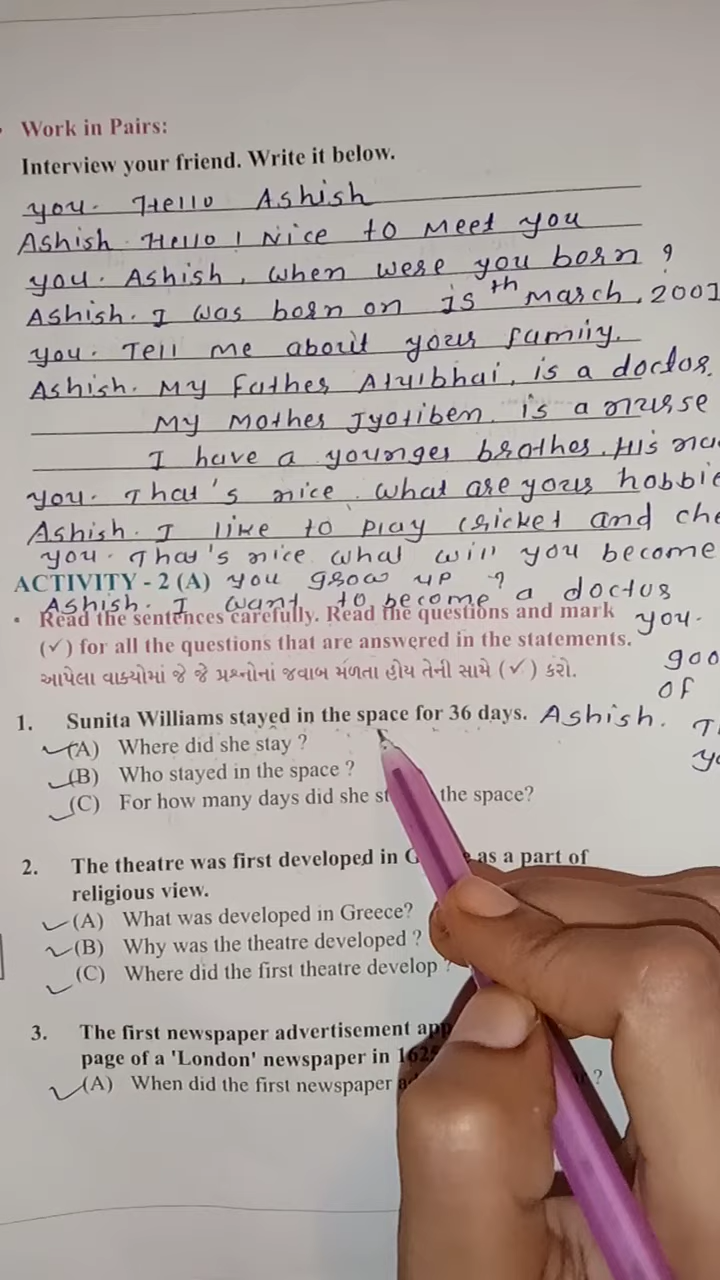 Work in Pairs:
Interview your friend. Write it below.
you. Hello Ashish
Ashish. Hello! Nice to Meet you
you. Ashish, when were you born ?
Ashish. I was born on 15th March, 2001
you. Tell me about your family.
Ashish. My Father Atulbhai, is a doctor.
My Mother Jyotiben, is a nurse
I have a younger brother. His
you. That's nice. what are your
Ashish. I like to play cricket and
you. That's nice what will you become
ACTIVITY - 2 (A) you grow up ?
Ashish. I want to become a doctor
• Read the sentences carefully. Read the questions and mark you.
(✓) for all the questions that are answered in the statements.
આપેલા વાક્યોમાં જે જે પ્રશ્નોનાં જવાબ મળતા હોય તેની સામે (✓) કરો.
of
1. Sunita Williams stayed in the space for 36 days. Ashish.
(A) Where did she stay ?
(B) Who stayed in the space ?
(C) For how many days did she the space?
2. The theatre was first developed in as a part of
religious view.
(A) What was developed in Greece?
(B) Why was the theatre developed ?
(C) Where did the first theatre develop ?
3. The first newspaper advertisement
page of a 'London' newspaper in
(A) When did the first newspaper ?